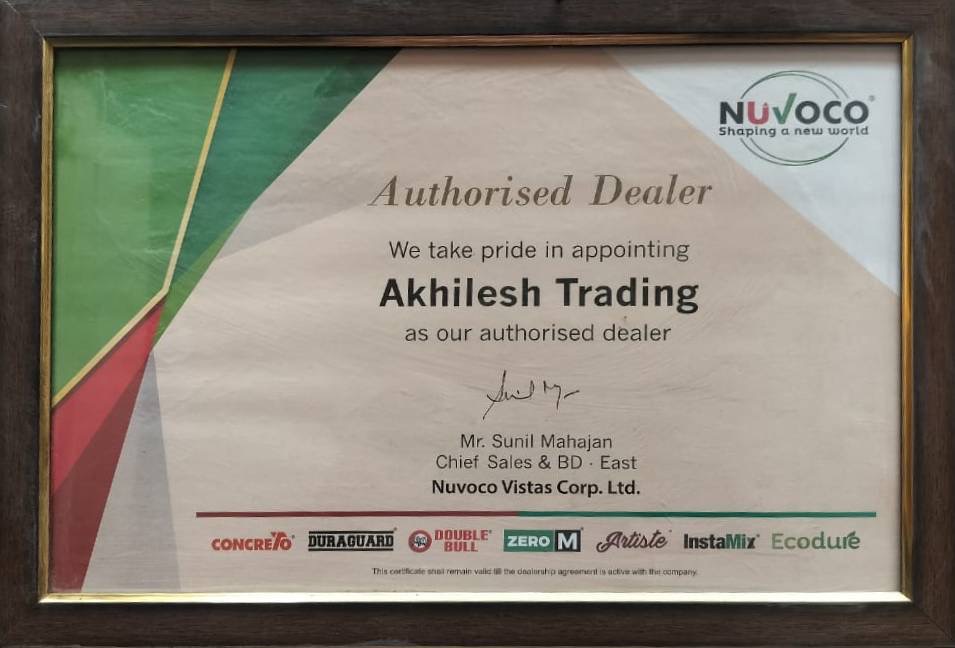 NUVOCO®
Shaping a new world
Authorised Dealer
We take pride in appointing
Akhilesh Trading
as our authorised dealer
Mr. Sunil Mahajan
Chief Sales & BD · East
Nuvoco Vistas Corp. Ltd.
CONCRETO® DURAGUARD® DOUBLE BULL® ZERO M® Artiste® InstaMix® Ecodure
This certificate shall remain valid till the dealership agreement is active with the company.